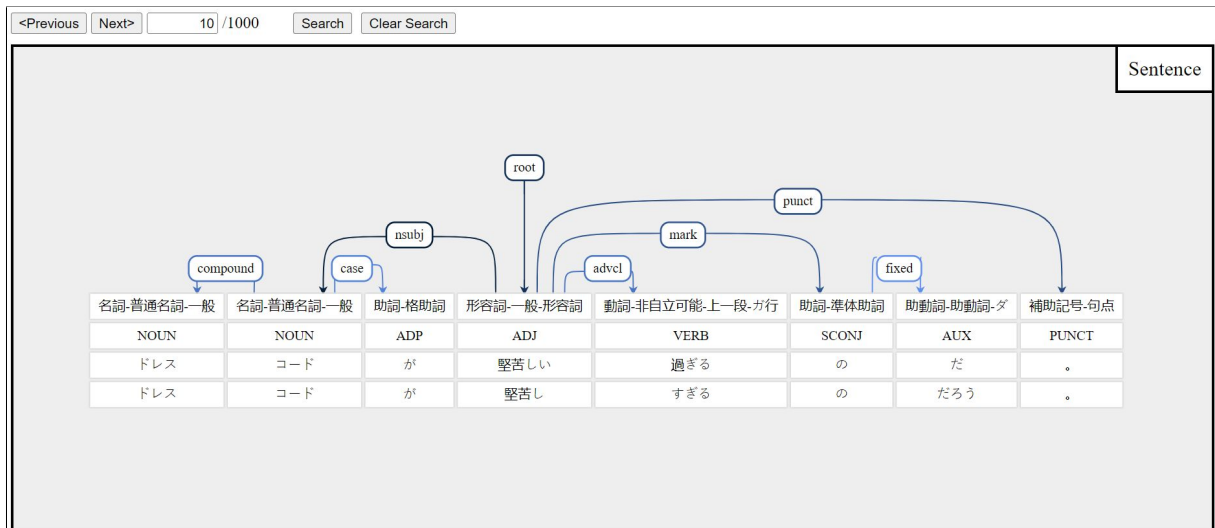 <Previous Next> 10 /1000 Search Clear Search
Sentence
root
punct
nsubj mark
compound case advcl fixed
名詞-普通名詞-一般 名詞-普通名詞-一般 助詞-格助詞 形容詞-一般-形容詞 動詞-非自立可能-上一段-ガ行 助詞-準体助詞 助動詞-助動詞-ダ 補助記号-句点
NOUN NOUN ADP ADJ VERB SCONJ AUX PUNCT
ドレス コード が 堅苦しい 過ぎる の だ 。
ドレス コード が 堅苦し すぎる の だろう 。